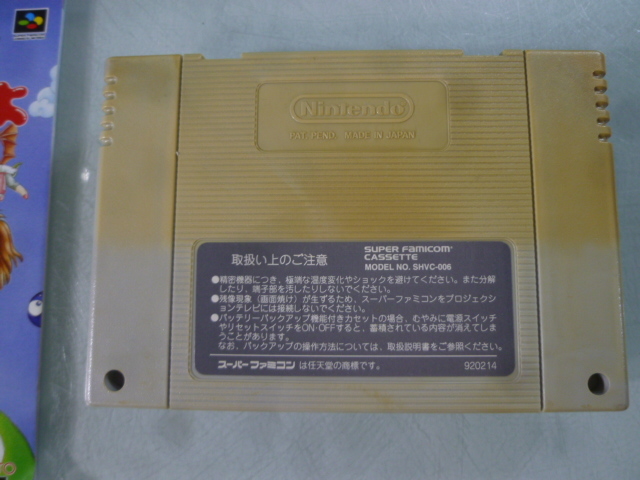 Nintendo
PAT. PEND. MADE IN JAPAN
取扱い上のご注意
SUPER FAMICOM
CASSETTE
MODEL NO. SHVC-006
●精密機器につき、極端な温度変化やショックを避けてください。また分解
したり、端子部を汚したりしないでください。
●残像現象（画面焼け）が生ずるため、スーパーファミコンをプロジェクシ
ョンテレビには接続しないでください。
●バッテリーバックアップ機能付きカセットの場合、むやみに電源スイッチ
やリセットスイッチをON・OFFすると、蓄積されている内容が消えてしま
うことがあります。
なお、バックアップの操作方法については、取扱説明書をご参照ください。
スーパーファミコン は任天堂の商標です。
920214